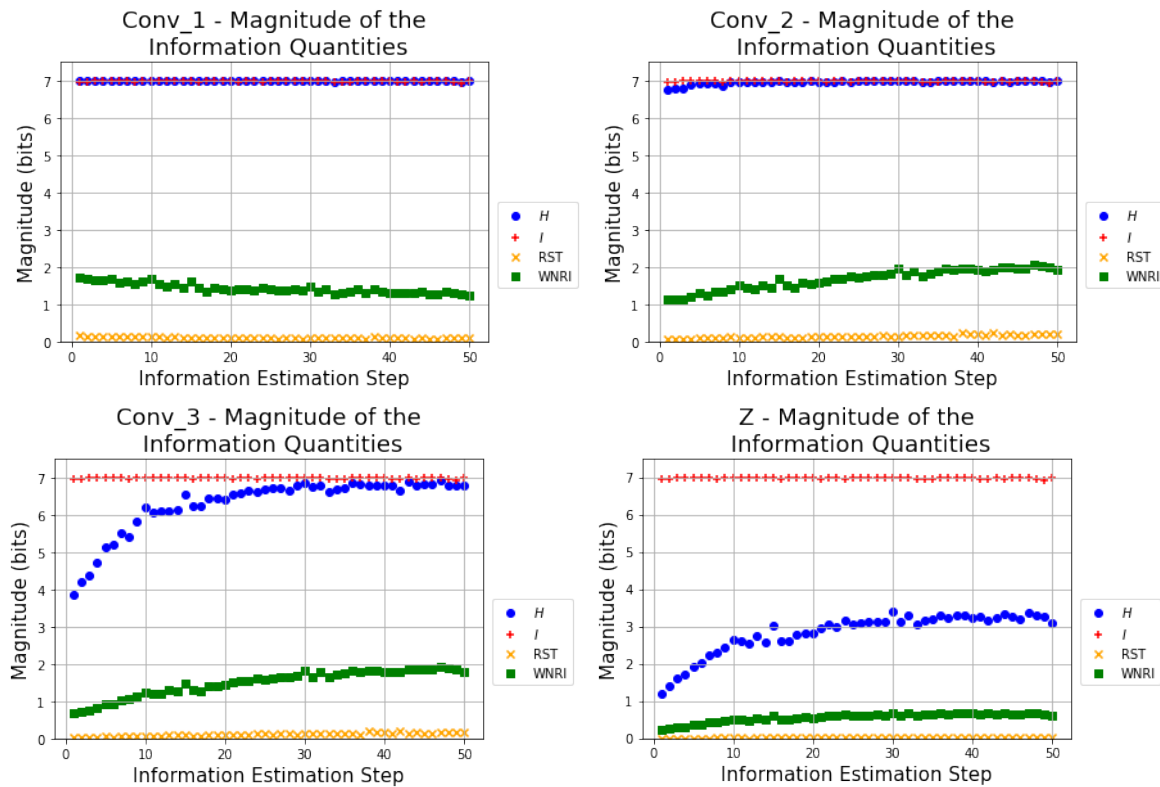 Conv_1 - Magnitude of the
Information Quantities
Magnitude (bits)
7
6
5
4
3
2
1
0
0
10
20
30
40
50
Information Estimation Step
H
I
RST
WNRI
Conv_2 - Magnitude of the
Information Quantities
Magnitude (bits)
7
6
5
4
3
2
1
0
0
10
20
30
40
50
Information Estimation Step
H
I
RST
WNRI
Conv_3 - Magnitude of the
Information Quantities
Magnitude (bits)
7
6
5
4
3
2
1
0
0
10
20
30
40
50
Information Estimation Step
H
I
RST
WNRI
Z - Magnitude of the
Information Quantities
Magnitude (bits)
7
6
5
4
3
2
1
0
0
10
20
30
40
50
Information Estimation Step
H
I
RST
WNRI